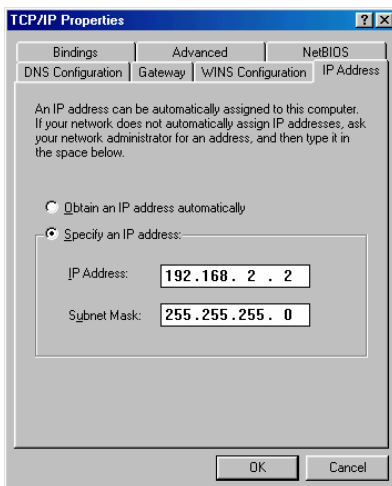 TCP/IP Properties
Bindings Advanced NetBIOS
DNS Configuration Gateway WINS Configuration IP Address
An IP address can be automatically assigned to this computer.
If your network does not automatically assign IP addresses, ask
your network administrator for an address, and then type it in
the space below.
Obtain an IP address automatically
Specify an IP address:
IP Address: 192.168. 2 . 2
Subnet Mask: 255.255.255. 0
OK Cancel